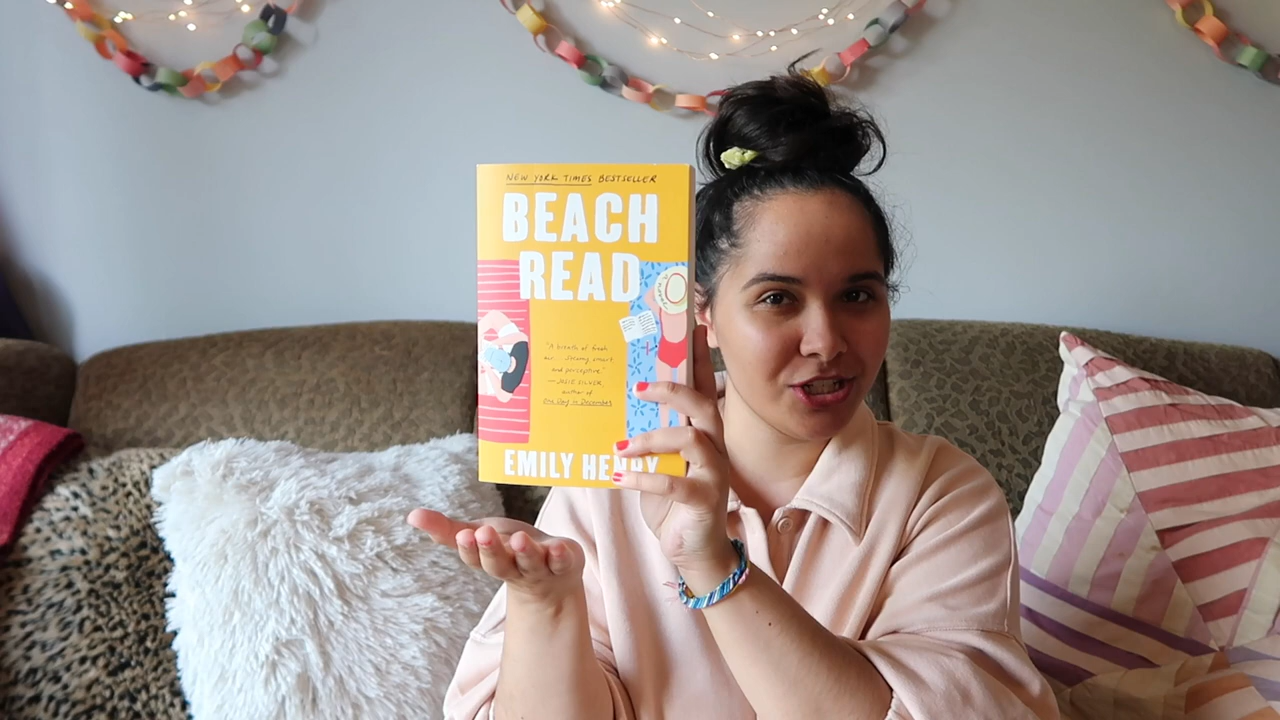 NEW YORK TIMES BESTSELLER
BEACH
READ
"A breath of fresh
air.... Steamy, smart
and perceptive."
—JOSIE SILVER,
author of
One Day in December
EMILY HENRY